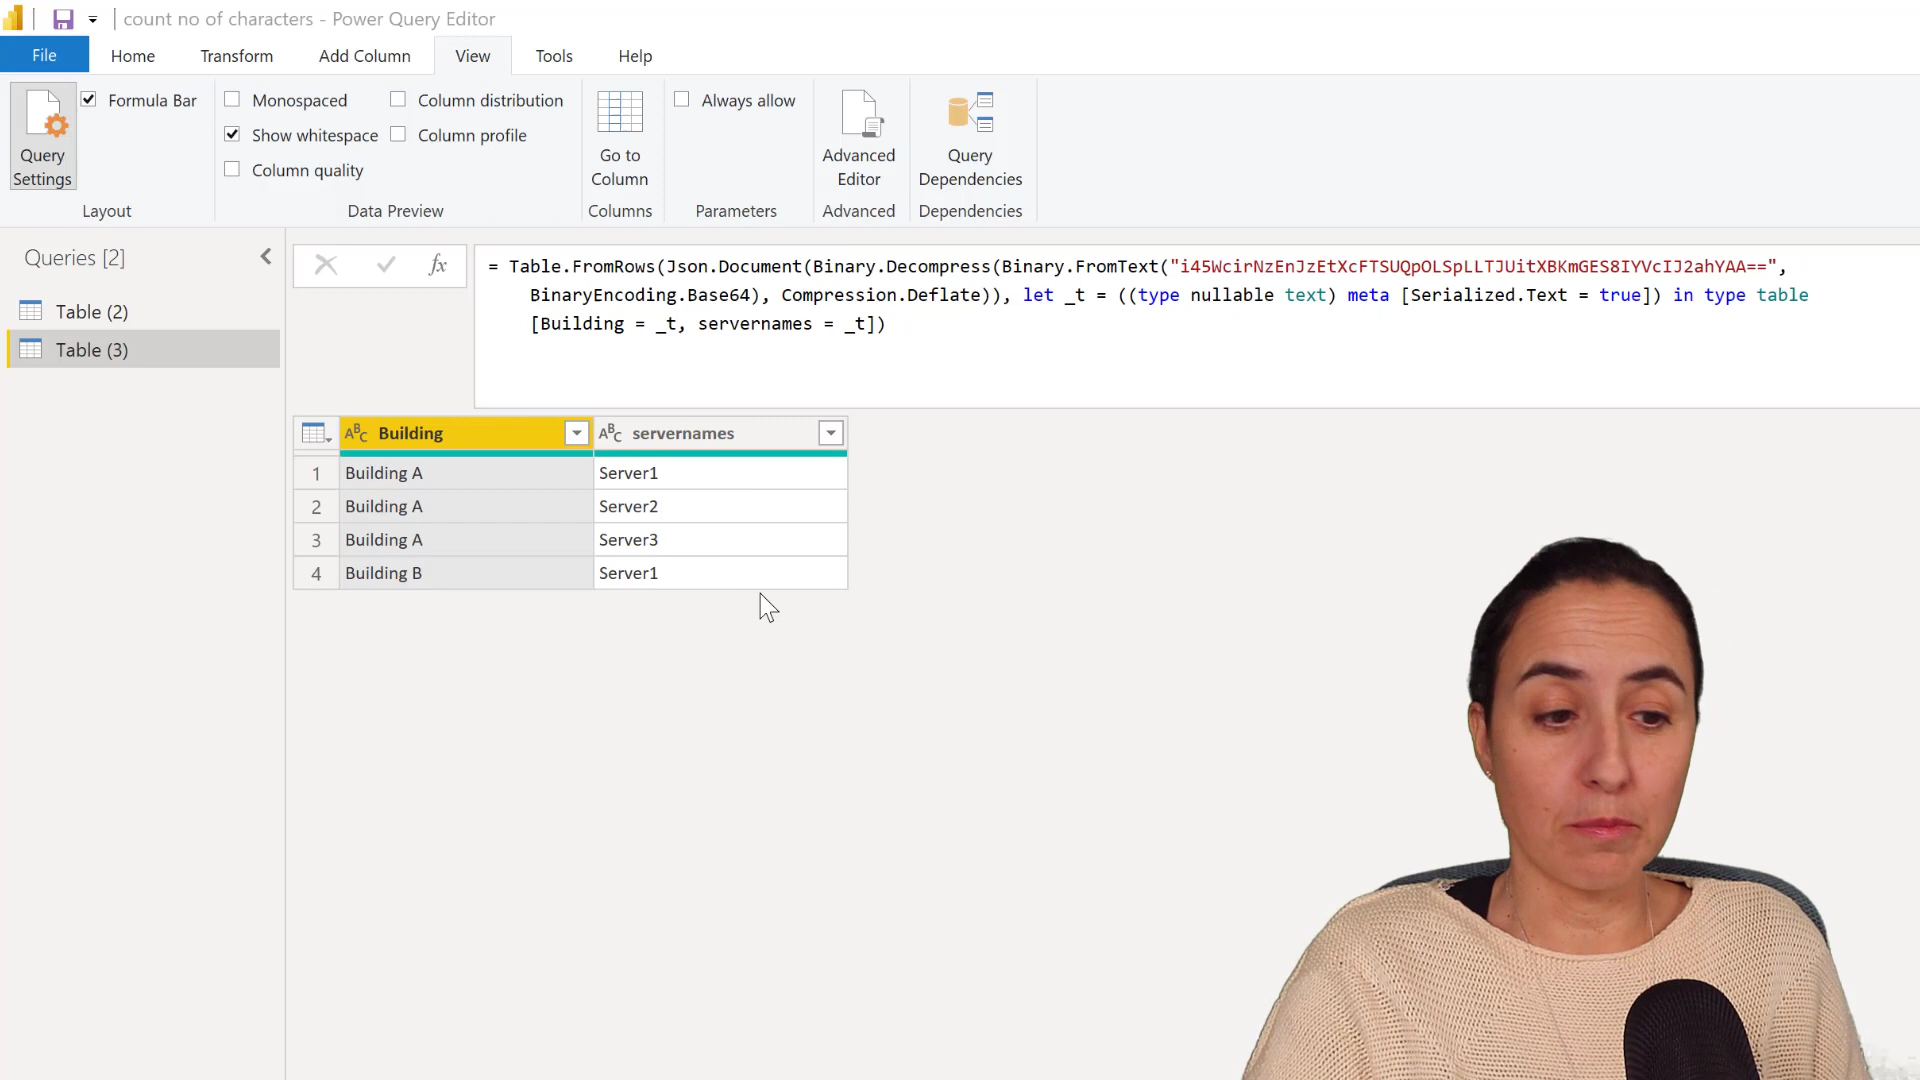 count no of characters - Power Query Editor
File Home Transform Add Column View Tools Help
Query Settings
Formula Bar
Layout
Monospaced
Show whitespace
Column quality
Column distribution
Column profile
Data Preview
Go to Column
Columns
Always allow
Parameters
Advanced Editor
Advanced
Query Dependencies
Dependencies
Queries [2]
Table (2)
Table (3)
fx
= Table.FromRows(Json.Document(Binary.Decompress(Binary.FromText("i45WcirNzEnJzEtXcFTSUQpOLSpLLTJUitXBKmGES8IYVcIJ2ahYAA==",
BinaryEncoding.Base64), Compression.Deflate)), let _t = ((type nullable text) meta [Serialized.Text = true]) in type table
[Building = _t, servernames = _t])
ABC Building ABC servernames
1 Building A Server1
2 Building A Server2
3 Building A Server3
4 Building B Server1